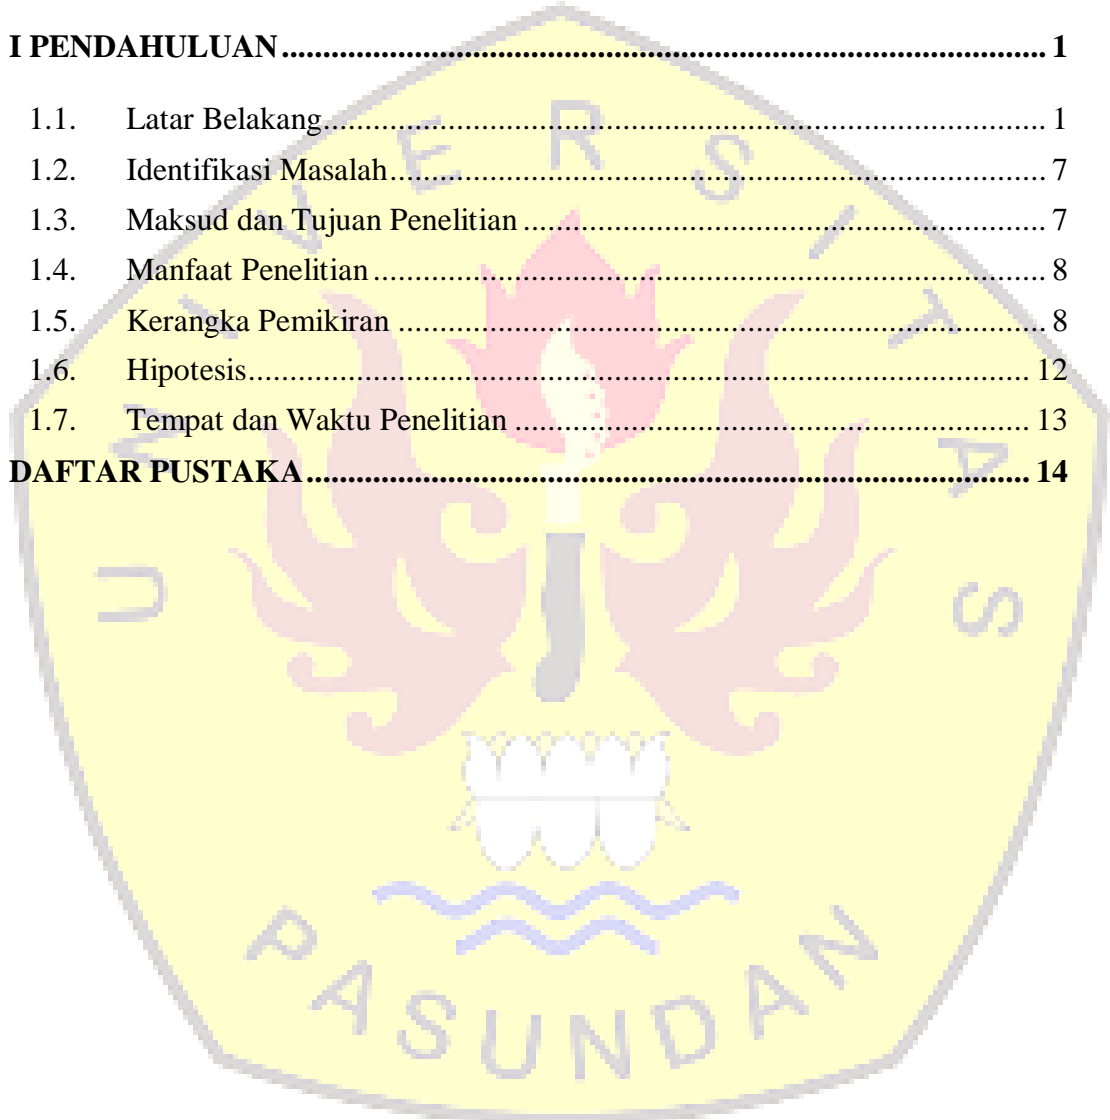 I PENDAHULUAN............................................................................................... 1
1.1. Latar Belakang.......................................................................................... 1
1.2. Identifikasi Masalah............................................................................... 7
1.3. Maksud dan Tujuan Penelitian ................................................................. 7
1.4. Manfaat Penelitian .................................................................................... 8
1.5. Kerangka Pemikiran ................................................................................. 8
1.6. Hipotesis................................................................................................. 12
1.7. Tempat dan Waktu Penelitian ................................................................ 13
DAFTAR PUSTAKA.......................................................................................... 14
UNIVERSITAS
PASUNDAN